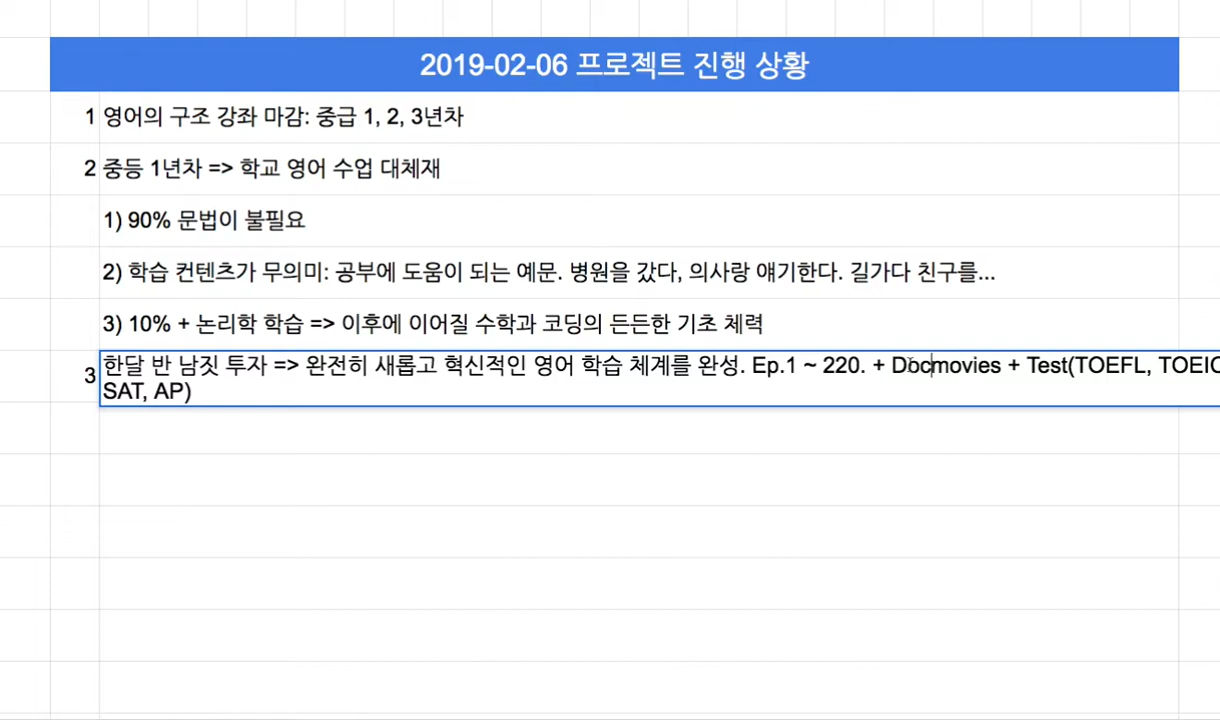 2019-02-06 프로젝트 진행 상황
1 영어의 구조 강좌 마감: 중급 1, 2, 3년차
2 중등 1년차 => 학교 영어 수업 대체재
1) 90% 문법이 불필요
2) 학습 컨텐츠가 무의미: 공부에 도움이 되는 예문. 병원을 갔다, 의사랑 얘기한다. 길가다 친구를...
3) 10% + 논리학 학습 => 이후에 이어질 수학과 코딩의 든든한 기초 체력
3 한달 반 남짓 투자 => 완전히 새롭고 혁신적인 영어 학습 체계를 완성. Ep.1 ~ 220. + Docmovies + Test(TOEFL, TOEIC
SAT, AP)